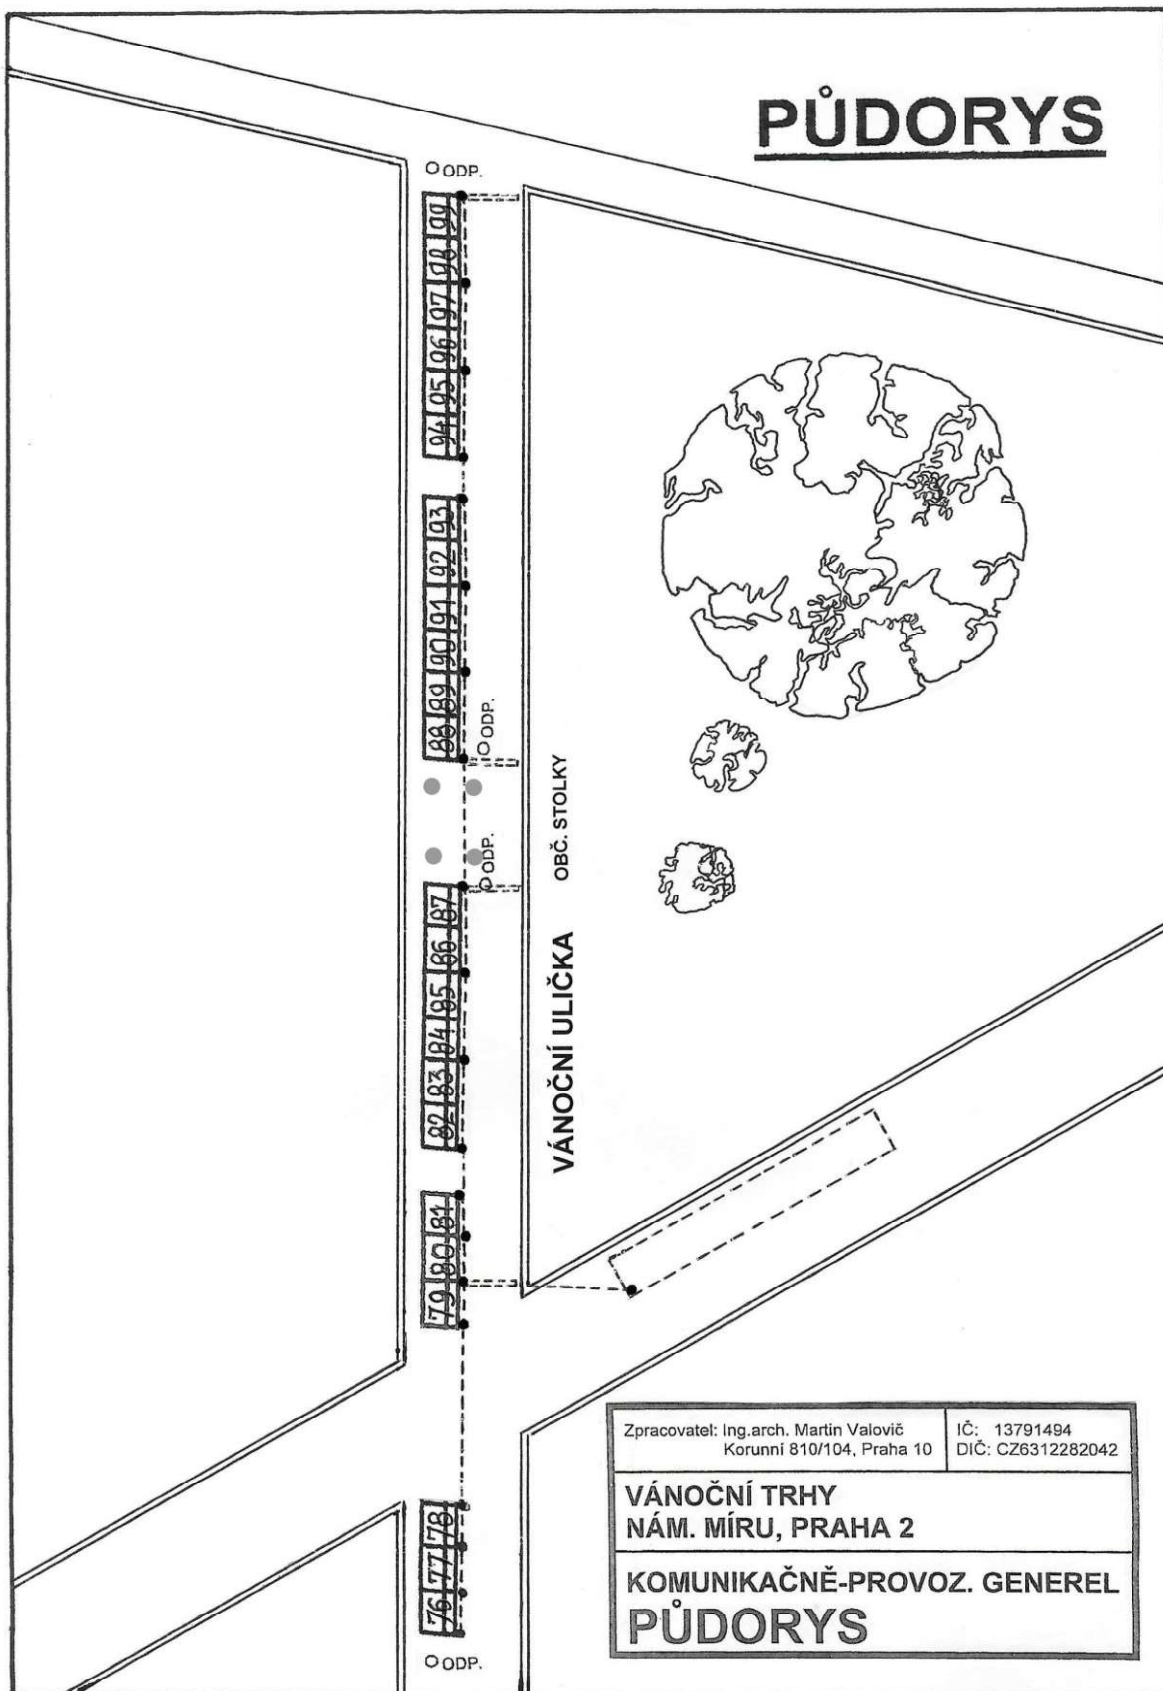 PŮDORYS
ODP.
99
98
97
96
95
94
93
92
91
90
89
88
ODP.
OBČ. STOLKY
ODP.
87
86
85
84
83
82
VÁNOČNÍ ULIČKA
81
80
79
78
77
76
ODP.
Zpracovatel: Ing.arch. Martin Valovič
Korunní 810/104, Praha 10
IČ: 13791494
DIČ: CZ6312282042
VÁNOČNÍ TRHY
NÁM. MÍRU, PRAHA 2
KOMUNIKAČNĚ-PROVOZ. GENEREL
PŮDORYS